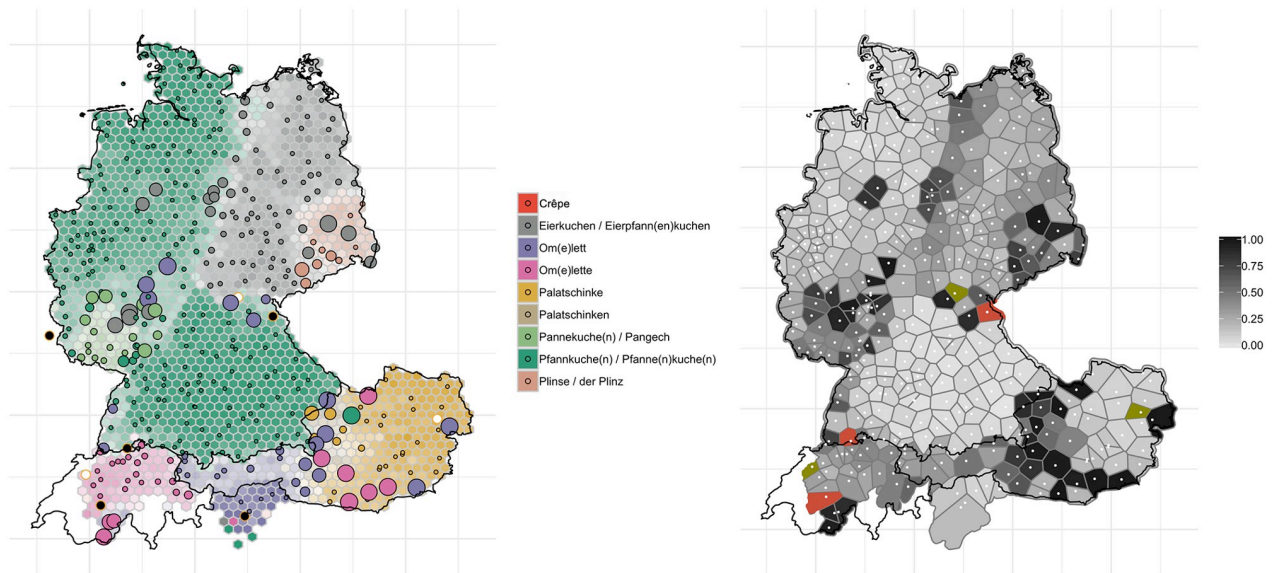 Crêpe
Eierkuchen / Eierpfann(en)kuchen
Om(e)lett
Om(e)lette
Palatschinke
Palatschinken
Pannekuche(n) / Pangech
Pfannkuche(n) / Pfanne(n)kuche(n)
Plinse / der Plinz
1.00
0.75
0.50
0.25
0.00